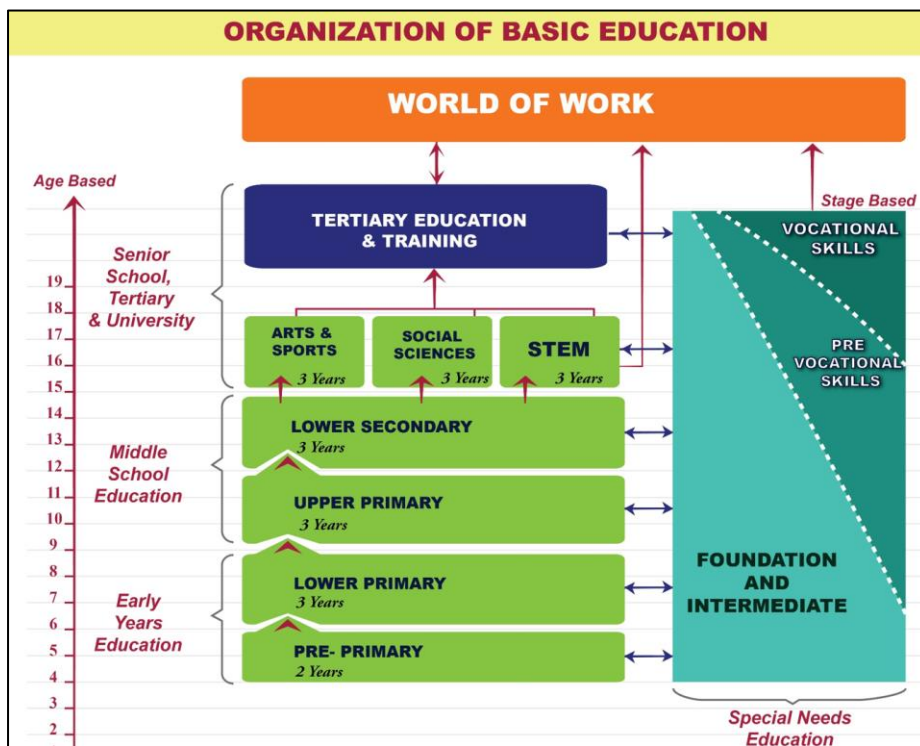 ORGANIZATION OF BASIC EDUCATION
WORLD OF WORK
Age Based
Stage Based
TERTIARY EDUCATION
& TRAINING
VOCATIONAL
SKILLS
Senior
School,
Tertiary
& University
19
18
17
16
15
ARTS &
SPORTS
3 Years
SOCIAL
SCIENCES
3 Years
STEM
3 Years
PRE
VOCATIONAL
SKILLS
14
13
12
11
10
9
Middle
School
Education
LOWER SECONDARY
3 Years
UPPER PRIMARY
3 Years
8
7
6
5
4
3
2
Early
Years
Education
LOWER PRIMARY
3 Years
PRE- PRIMARY
2 Years
FOUNDATION
AND
INTERMEDIATE
Special Needs
Education